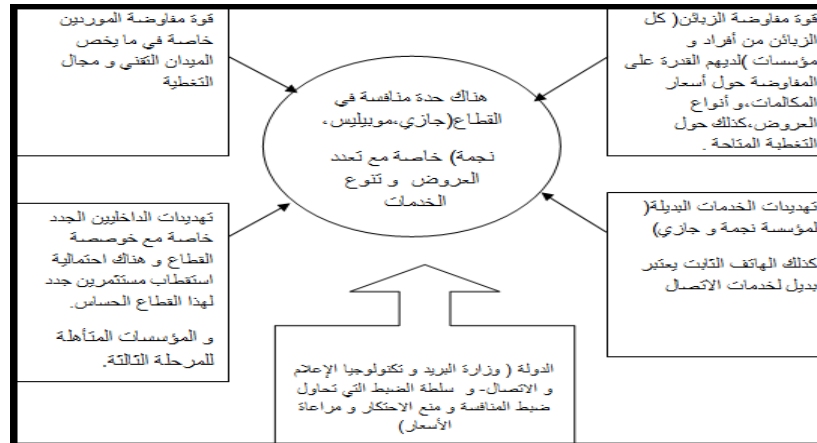 قوة مفاوضة الزبائن( كل
الزبائن من أفراد و
مؤسسات )لديهم القدرة على
المفاوضة حول أسعار
المكالمات،و أنواع
العروض،كذلك حول
التغطية المتاحة .
قوة مفاوضة الموردين
خاصة في ما يخص
الميدان التقني و مجال
التغطية
هناك حدة منافسة في
القطاع(جازي،موبيليس،
نجمة) خاصة مع تعدد
العروض و تنوع
الخدمات
تهديدات الخدمات البديلة(
لمؤسسة نجمة و جازي)
كذلك الهاتف الثابت يعتبر
بديل لخدمات الاتصال
تهديدات الداخليين الجدد
خاصة مع خوصصة
القطاع و هناك احتمالية
استقطاب مستثمرين جدد
لهذا القطاع الحساس.
و المؤسسات المتأهلة
للمرحلة الثالثة.
الدولة ( وزارة البريد و تكنولوجيا الإعلام
و الاتصال- و سلطة الضبط التي تحاول
ضبط المنافسة و منع الاحتكار و مراعاة
الأسعار)